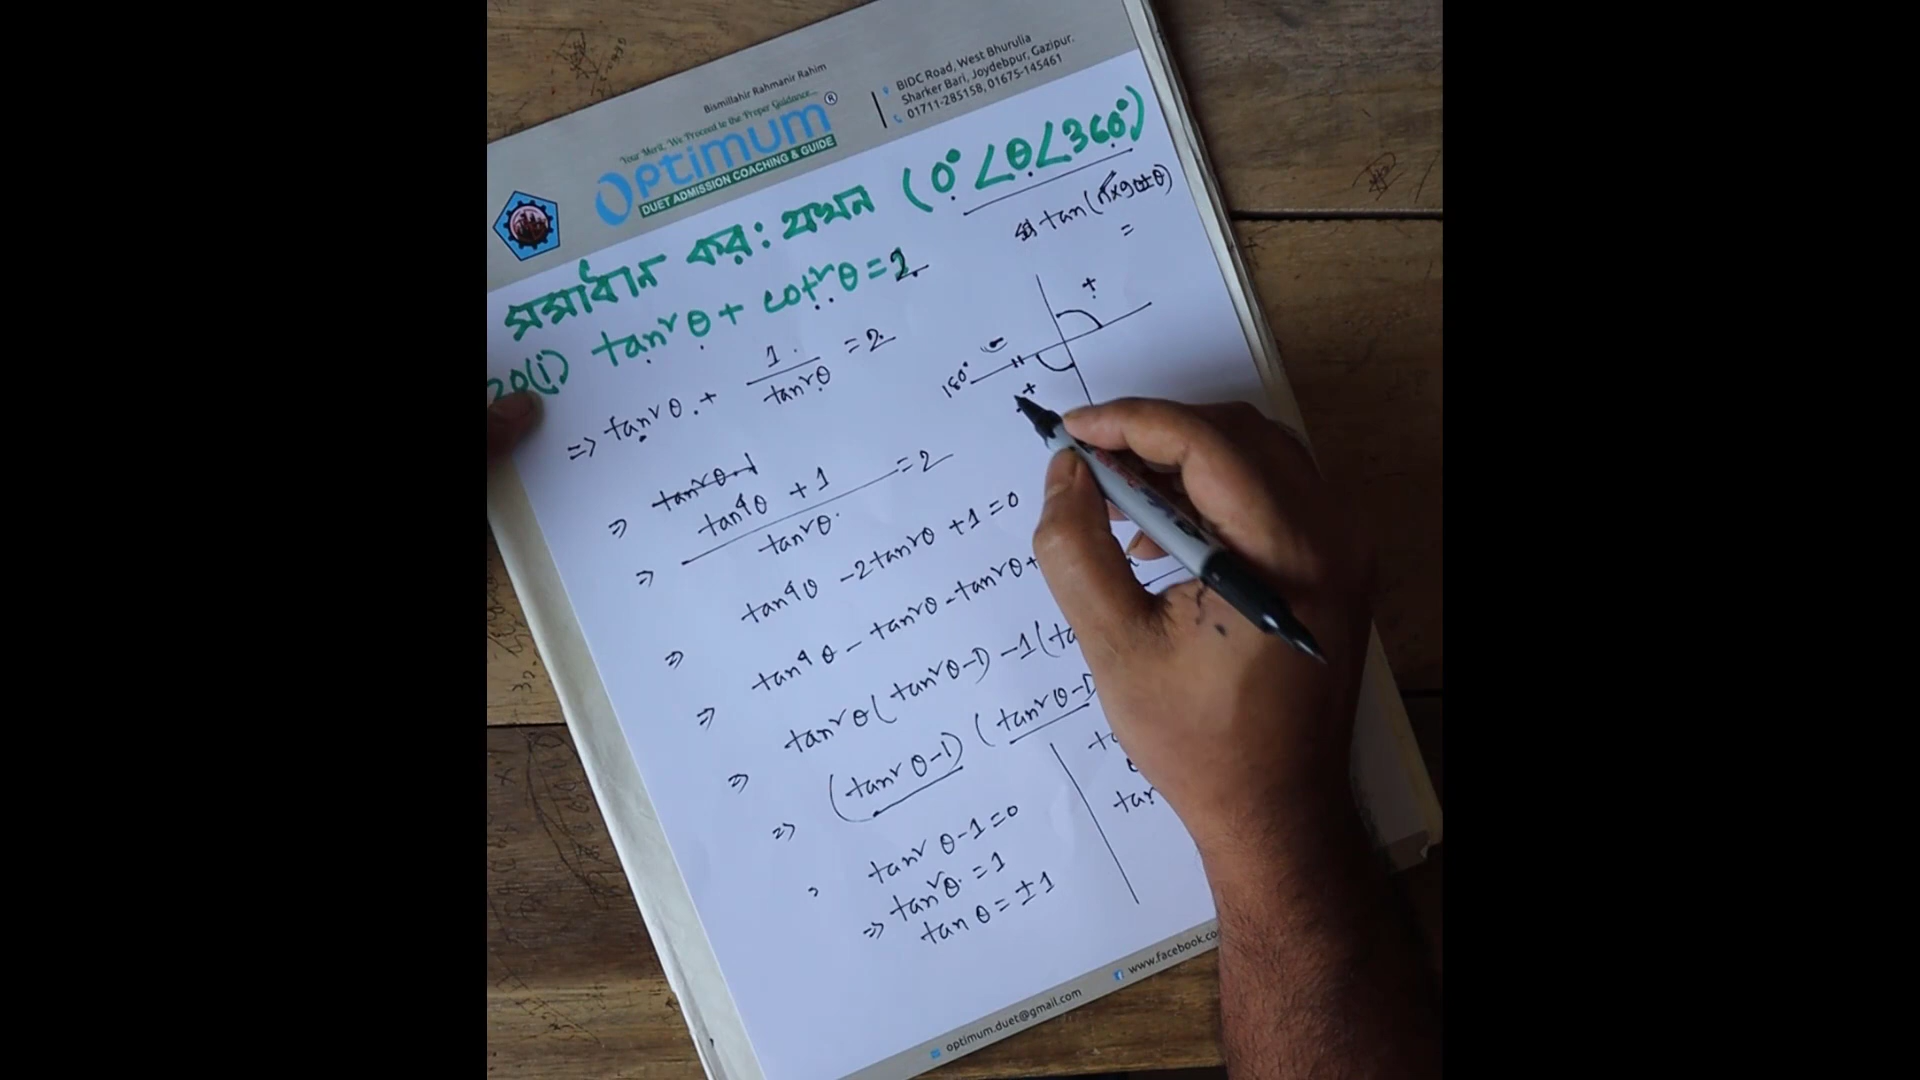 Bismillahir Rahmanir Rahim
Your Merit, We Proceed to the Proper Guidance...
Optimum®
DUET ADMISSION COACHING & GUIDE
BIDC Road, West Bhurulia
Sharker Bari, Joydebpur, Gazipur.
01711-285158, 01675-145461
সমাধান কর: যখন (0°<θ<360°)
20(i) tan²θ + cot²θ = 2
tan(n×90±θ)
=
+
180°
+
=> tan²θ + 1/tan²θ = 2
=> tan²θ-1
=> (tan⁴θ + 1)/tan²θ = 2
=> tan⁴θ - 2tan²θ + 1 = 0
=> tan⁴θ - tan²θ - tan²θ +
=> tan²θ(tan²θ-1) -1(ta
=> (tan²θ-1) (tan²θ-1)
tan²θ-1=0
=> tan²θ = 1
tanθ = ±1
optimum.duet@gmail.com
www.facebook.co